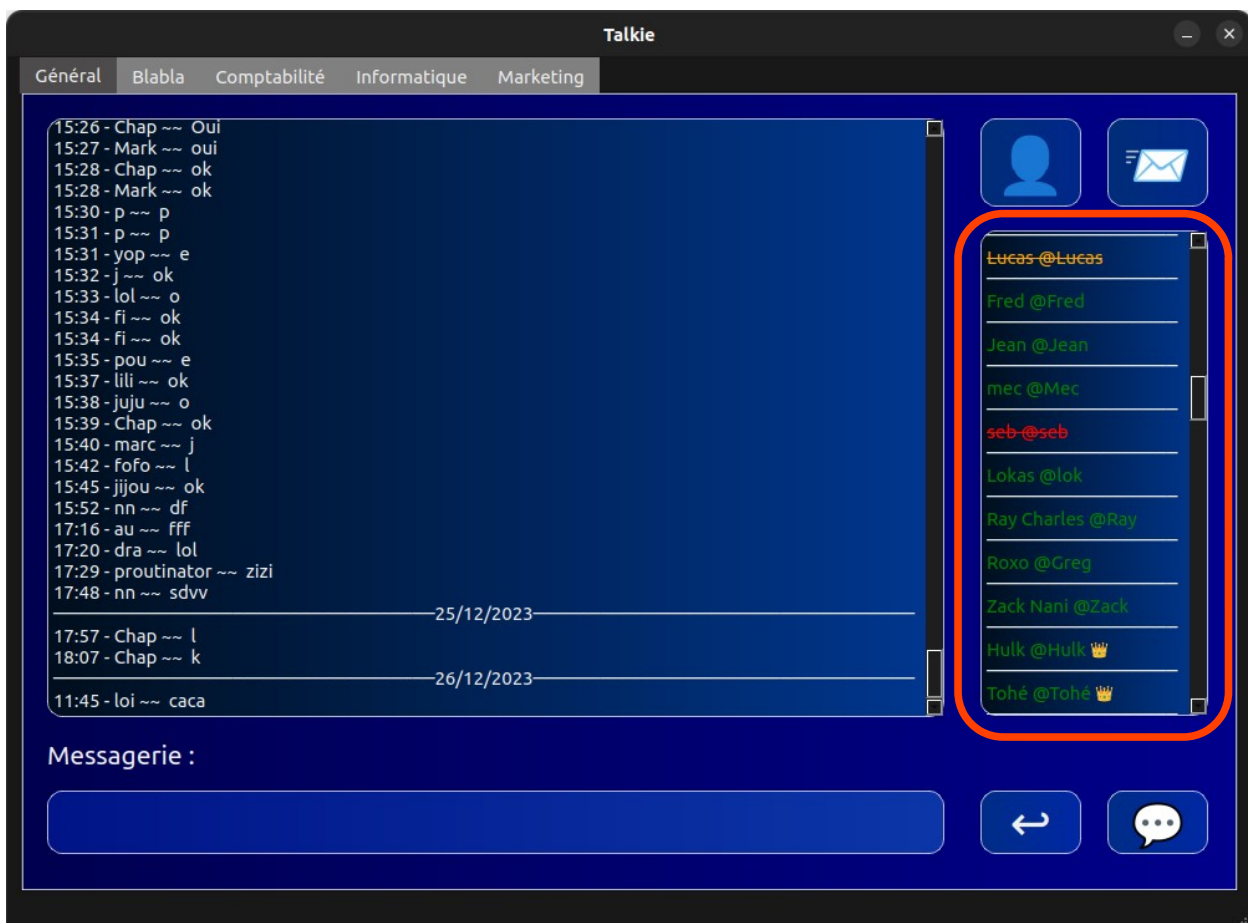 Talkie
Général Blabla Comptabilité Informatique Marketing
15:26 - Chap ~~ Oui
15:27 - Mark ~~ oui
15:28 - Chap ~~ ok
15:28 - Mark ~~ ok
15:30 - p ~~ p
15:31 - p ~~ p
15:31 - yop ~~ e
15:32 - j ~~ ok
15:33 - lol ~~ o
15:34 - fi ~~ ok
15:34 - fi ~~ ok
15:35 - pou ~~ e
15:37 - lili ~~ ok
15:38 - juju ~~ o
15:39 - Chap ~~ ok
15:40 - marc ~~ j
15:42 - fofo ~~ l
15:45 - jijou ~~ ok
15:52 - nn ~~ df
17:16 - au ~~ fff
17:20 - dra ~~ lol
17:29 - proutinator ~~ zizi
17:48 - nn ~~ sdvv
25/12/2023
17:57 - Chap ~~ l
18:07 - Chap ~~ k
26/12/2023
11:45 - loi ~~ caca
Lucas @Lucas
Fred @Fred
Jean @Jean
mec @Mec
seb @seb
Lokas @lok
Ray Charles @Ray
Roxo @Greg
Zack Nani @Zack
Hulk @Hulk 👑
Tohé @Tohé 👑
Messagerie :